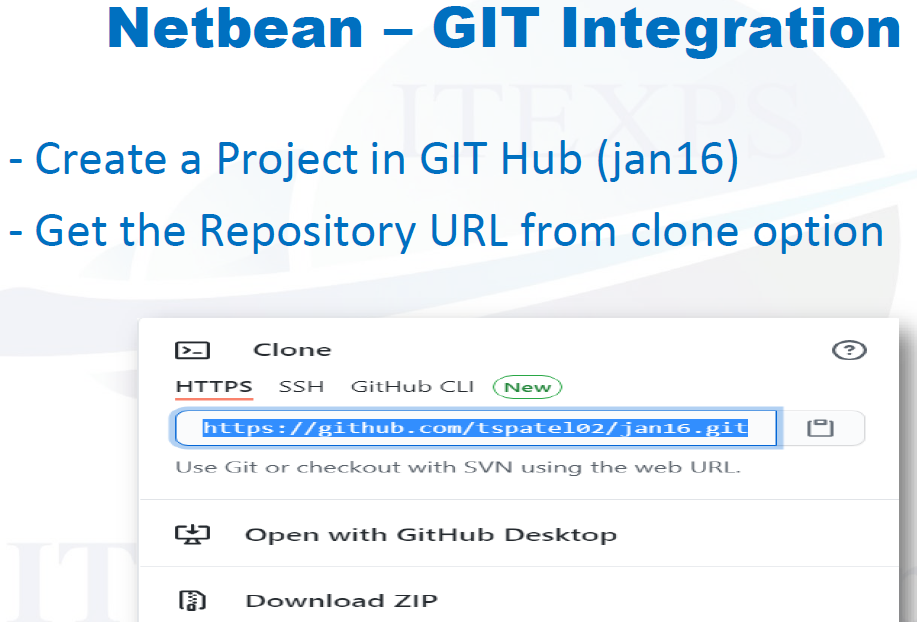 Netbean – GIT Integration
ITEXPS
- Create a Project in GIT Hub (jan16)
- Get the Repository URL from clone option
Clone
HTTPS SSH GitHub CLI New
https://github.com/tspatel02/jan16.git
Use Git or checkout with SVN using the web URL.
Open with GitHub Desktop
IT
Download ZIP